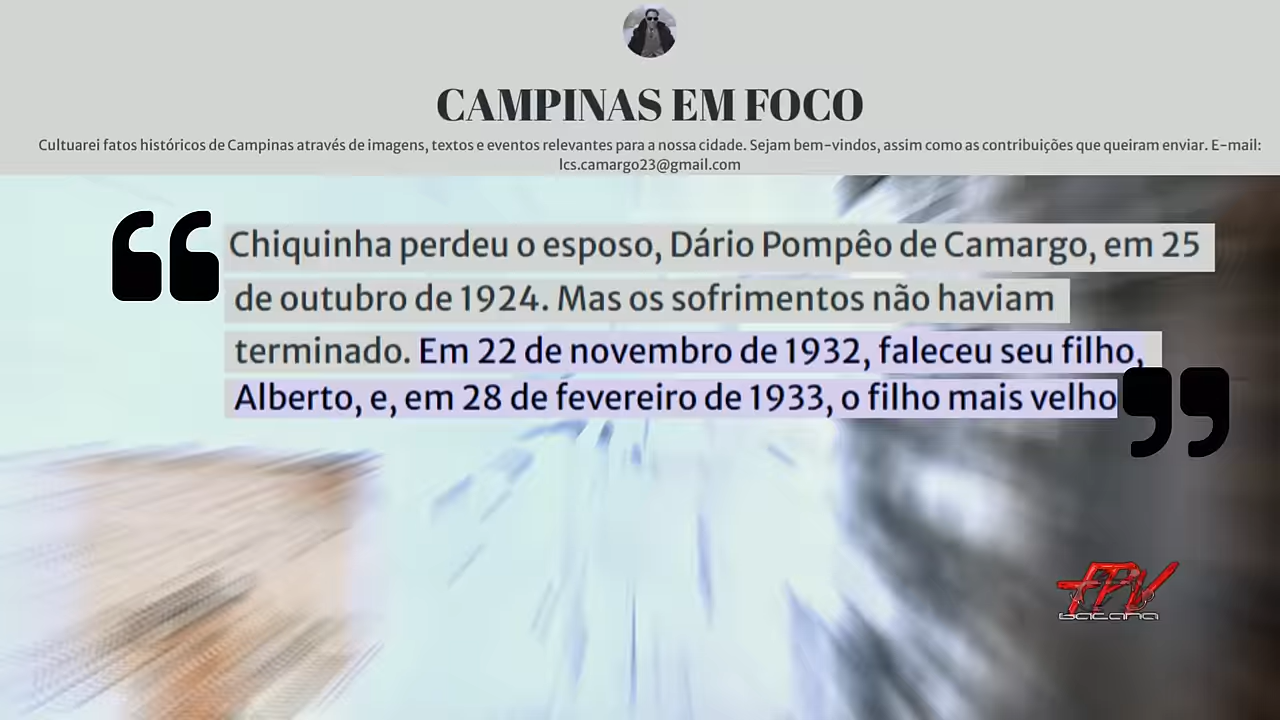 CAMPINAS EM FOCO
Cultuarei fatos históricos de Campinas através de imagens, textos e eventos relevantes para a nossa cidade. Sejam bem-vindos, assim como as contribuições que queiram enviar. E-mail:
lcs.camargo23@gmail.com
“
Chiquinha perdeu o esposo, Dário Pompêo de Camargo, em 25
de outubro de 1924. Mas os sofrimentos não haviam
terminado. Em 22 de novembro de 1932, faleceu seu filho,
Alberto, e, em 28 de fevereiro de 1933, o filho mais velho
”
FPV
bacana